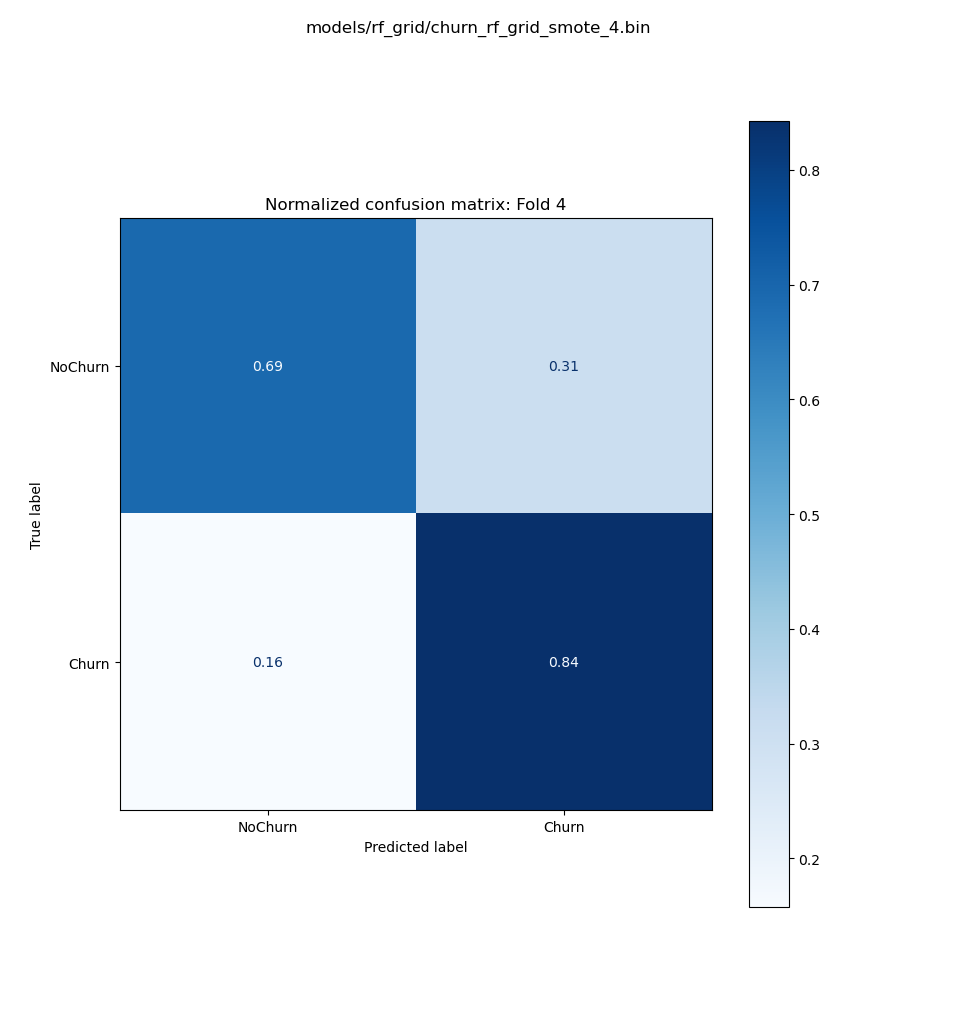 models/rf_grid/churn_rf_grid_smote_4.bin
Normalized confusion matrix: Fold 4
NoChurn
0.69
0.31
Churn
0.16
0.84
True label
NoChurn
Churn
Predicted label
0.8
0.7
0.6
0.5
0.4
0.3
0.2